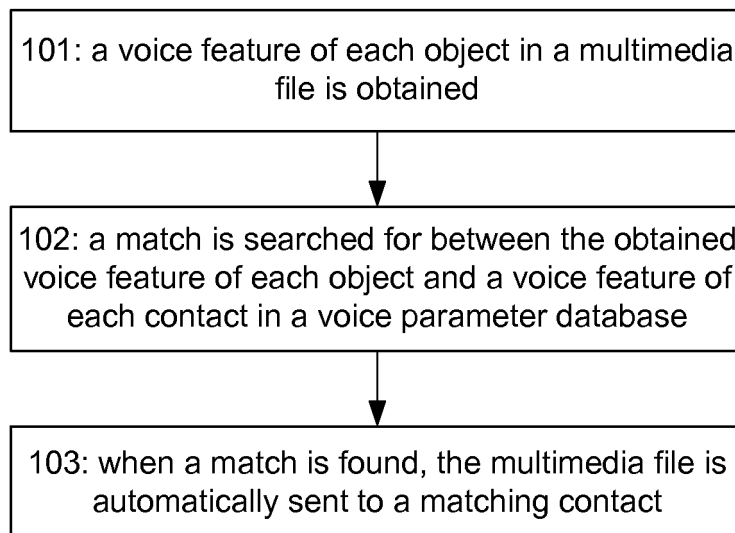 101: a voice feature of each object in a multimedia
file is obtained
102: a match is searched for between the obtained
voice feature of each object and a voice feature of
each contact in a voice parameter database
103: when a match is found, the multimedia file is
automatically sent to a matching contact